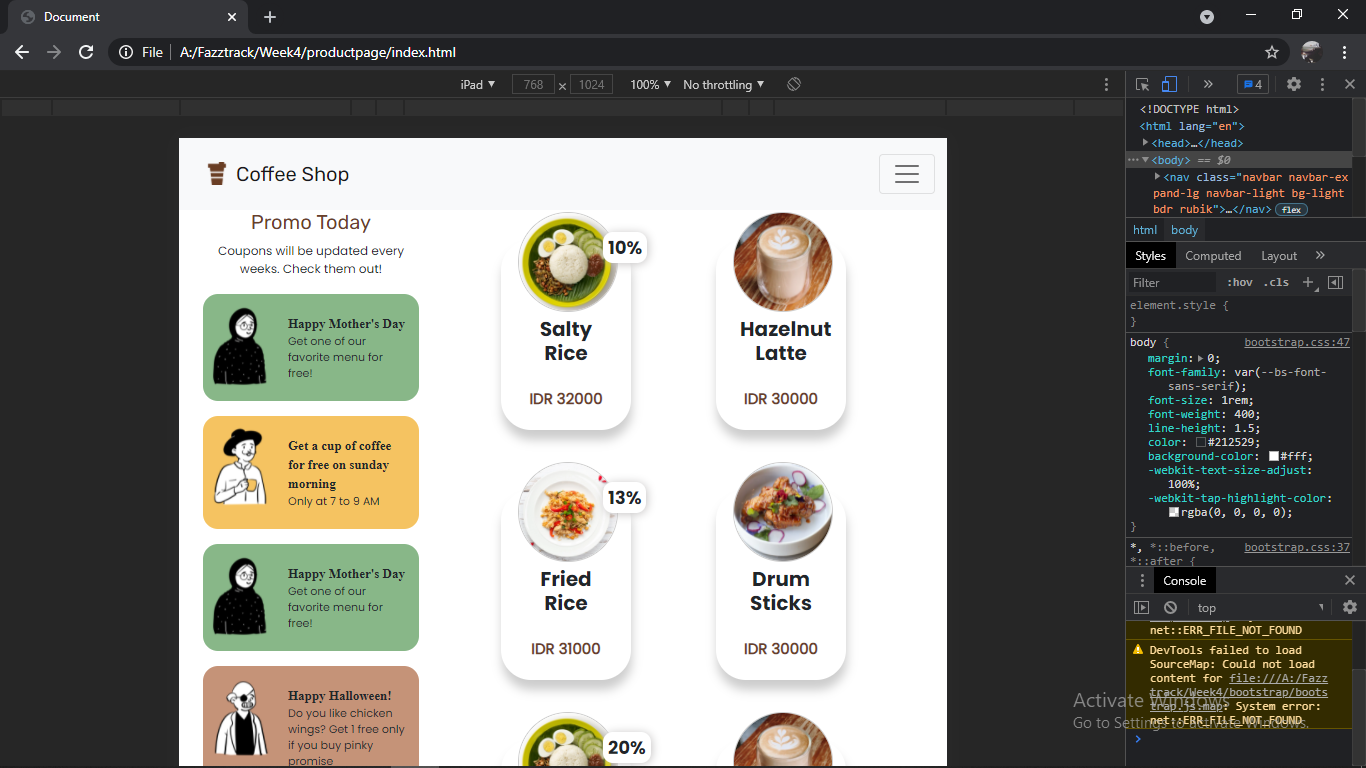 Document
File
A:/Fazztrack/Week4/productpage/index.html
iPad
768
x
1024
100%
No throttling
4
Coffee Shop
Promo Today
Coupons will be updated every
weeks. Check them out!
Happy Mother's Day
Get one of our
favorite menu for
free!
Get a cup of coffee
for free on sunday
morning
Only at 7 to 9 AM
Happy Mother's Day
Get one of our
favorite menu for
free!
Happy Halloween!
Do you like chicken
wings? Get 1 free only
if you buy pinky
promise
10%
Salty
Rice
IDR 32000
Hazelnut
Latte
IDR 30000
13%
Fried
Rice
IDR 31000
Drum
Sticks
IDR 30000
20%
<!DOCTYPE html>
<html lang="en">
<head>…</head>
<body> == $0
<nav class="navbar navbar-ex
pand-lg navbar-light bg-light
bdr rubik">…</nav> flex
html body
Styles Computed Layout »
Filter :hov .cls +
element.style {
}
body { bootstrap.css:47
margin: 0;
font-family: var(--bs-font-
sans-serif);
font-size: 1rem;
font-weight: 400;
line-height: 1.5;
color: #212529;
background-color: #fff;
-webkit-text-size-adjust:
100%;
-webkit-tap-highlight-color:
rgba(0, 0, 0, 0);
}
*, *::before, bootstrap.css:37
*::after {
Console
top
net::ERR_FILE_NOT_FOUND
DevTools failed to load
SourceMap: Could not load
content for file:///A:/Fazz
track/Week4/bootstrap/boots
trap.js.map: System error:
net::ERR_FILE_NOT_FOUND
Activate Windows
Go to Settings to activate Windows.